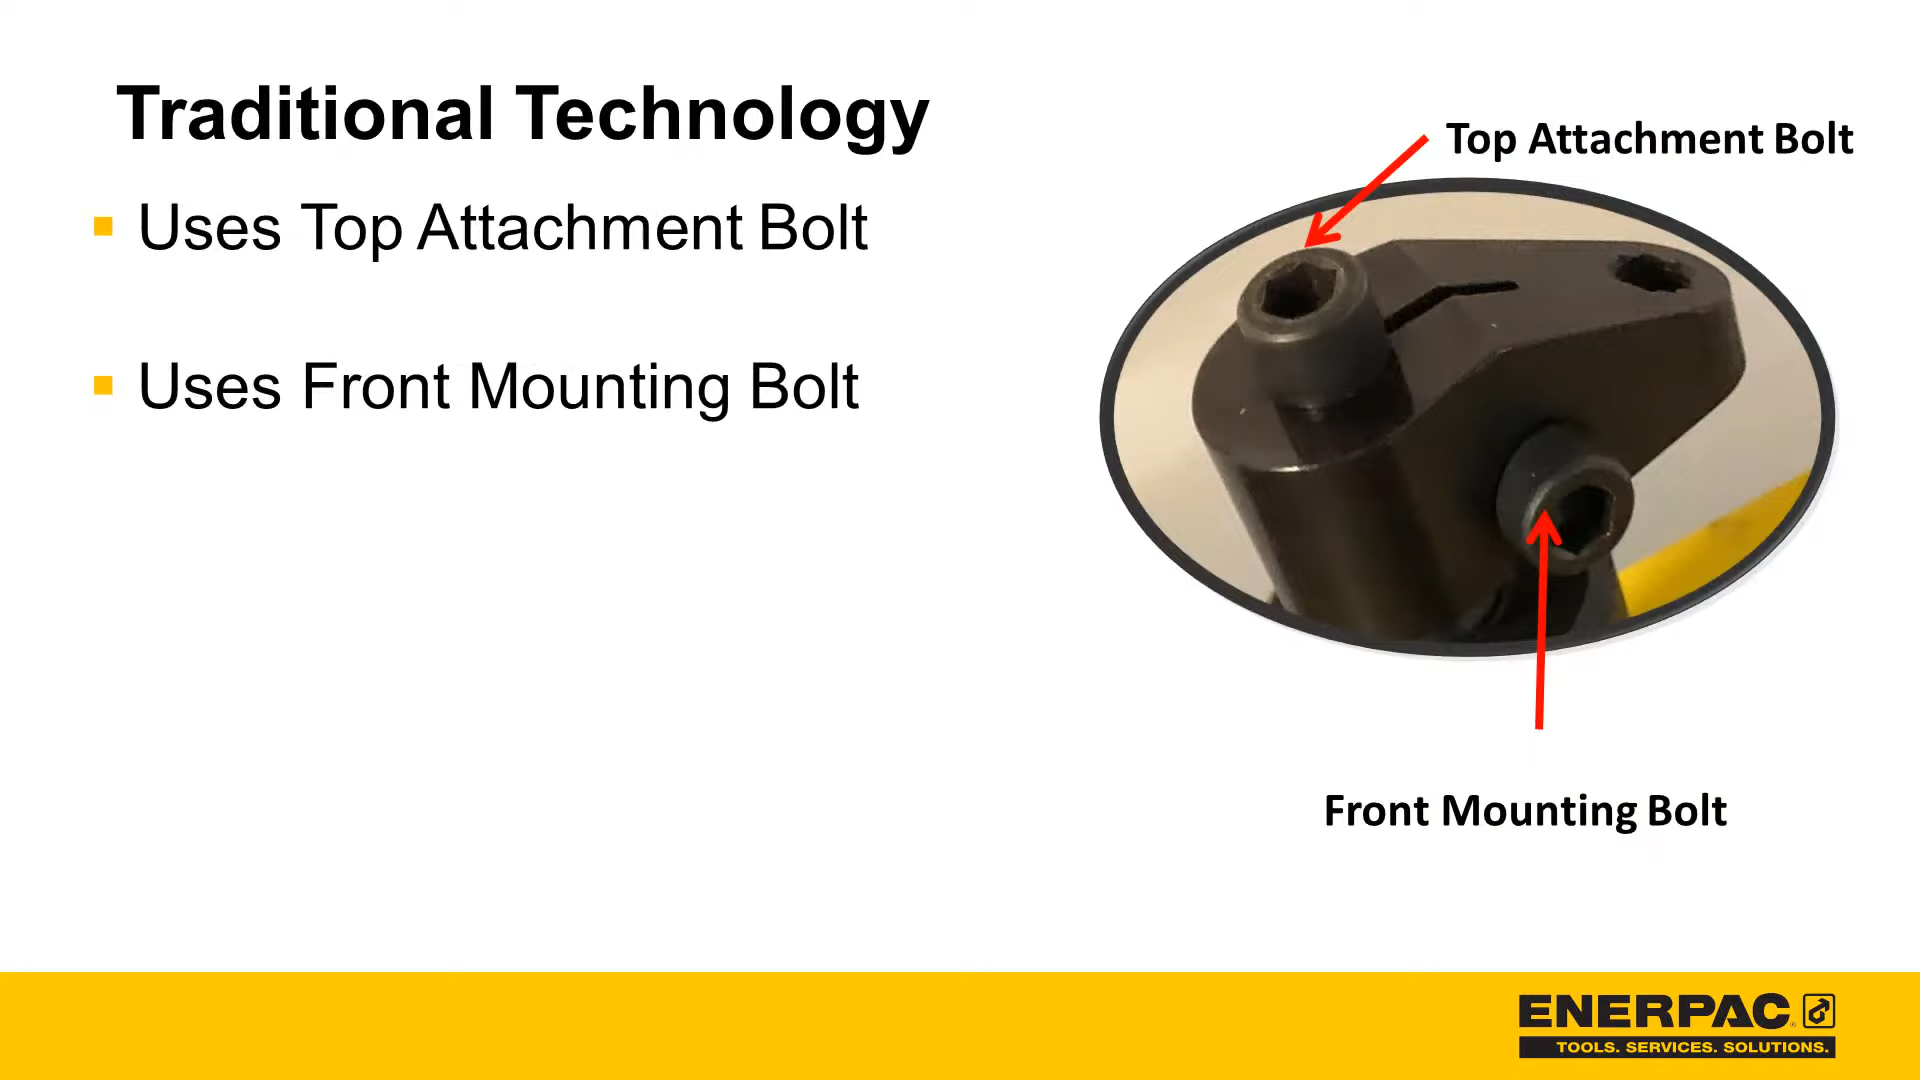 Traditional Technology
Uses Top Attachment Bolt
Uses Front Mounting Bolt
Top Attachment Bolt
Front Mounting Bolt
ENERPAC
TOOLS. SERVICES. SOLUTIONS.